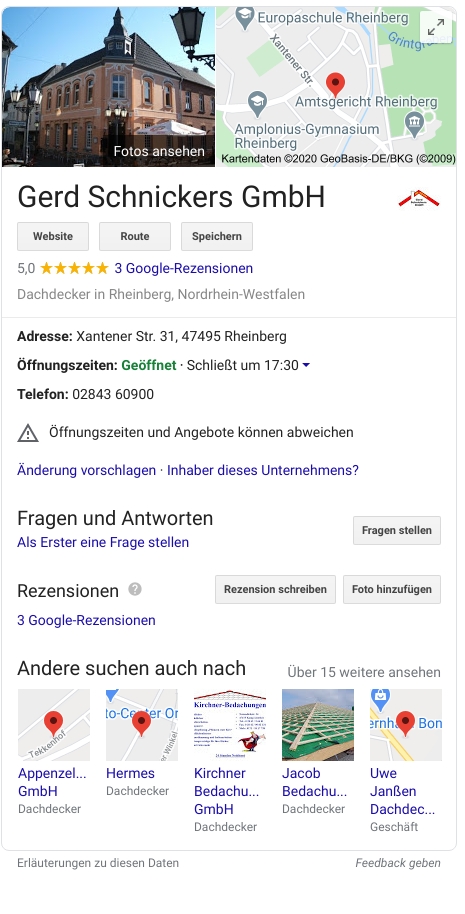 Europaschule Rheinberg
Grintgra
Xantener Str.
Amtsgericht Rheinberg
Amplonius-Gymnasium
Rheinberg
Fotos ansehen
Kartendaten ©2020 GeoBasis-DE/BKG (©2009)
Gerd Schnickers GmbH
Website
Route
Speichern
5,0 3 Google-Rezensionen
Dachdecker in Rheinberg, Nordrhein-Westfalen
Adresse: Xantener Str. 31, 47495 Rheinberg
Öffnungszeiten: Geöffnet · Schließt um 17:30
Telefon: 02843 60900
Öffnungszeiten und Angebote können abweichen
Änderung vorschlagen · Inhaber dieses Unternehmens?
Fragen und Antworten
Fragen stellen
Als Erster eine Frage stellen
Rezensionen
?
Rezension schreiben
Foto hinzufügen
3 Google-Rezensionen
Andere suchen auch nach
Über 15 weitere ansehen
Tekkenhof
to-Center Or
er Winkel
Kirchner-Bedachungen
ernhard Bon
Appenzel...
GmbH
Dachdecker
Hermes
Dachdecker
Kirchner
Bedachu...
GmbH
Dachdecker
Jacob
Bedachu...
Dachdecker
Uwe
Janßen
Dachdec...
Geschäft
Erläuterungen zu diesen Daten
Feedback geben